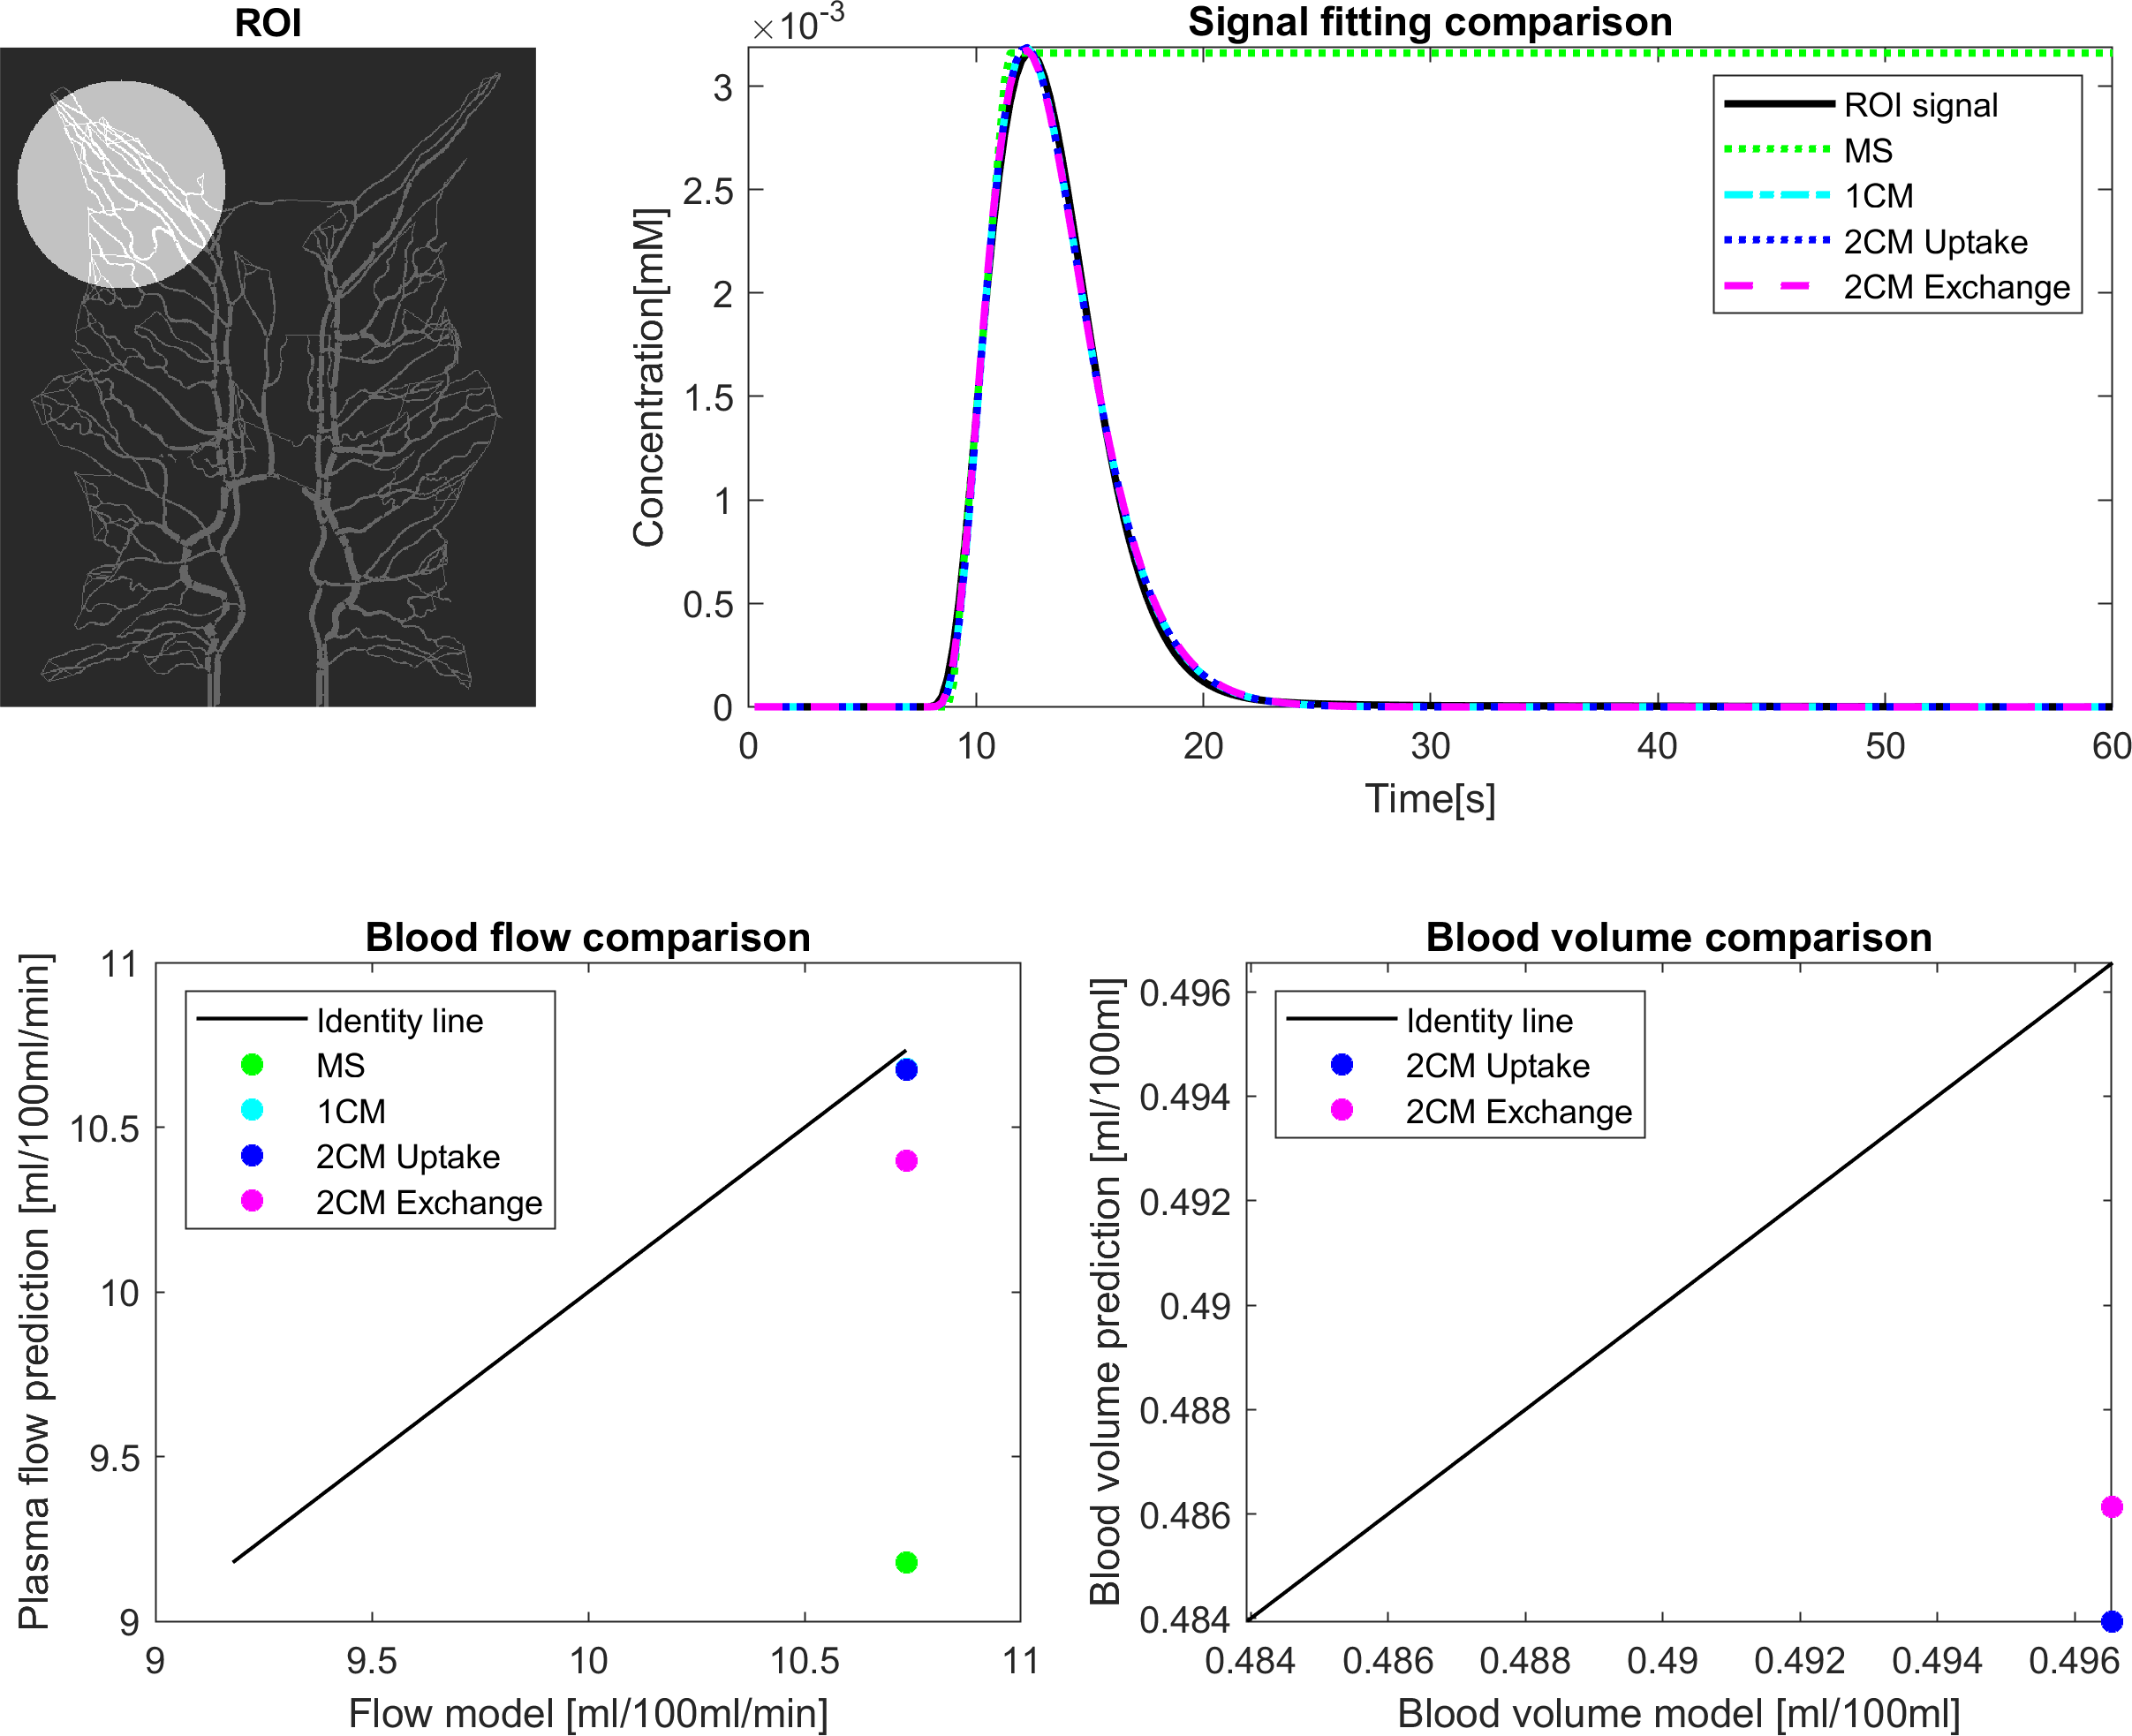 ROI
Signal fitting comparison
×10-3
3
2.5
2
1.5
1
0.5
0
Concentration[mM]
0 10 20 30 40 50 60
Time[s]
ROI signal
MS
1CM
2CM Uptake
2CM Exchange
Blood flow comparison
11
10.5
10
9.5
9
Plasma flow prediction [ml/100ml/min]
Identity line
MS
1CM
2CM Uptake
2CM Exchange
9 9.5 10 10.5 11
Flow model [ml/100ml/min]
Blood volume comparison
0.496
0.494
0.492
0.49
0.488
0.486
0.484
Blood volume prediction [ml/100ml]
Identity line
2CM Uptake
2CM Exchange
0.484 0.486 0.488 0.49 0.492 0.494 0.496
Blood volume model [ml/100ml]